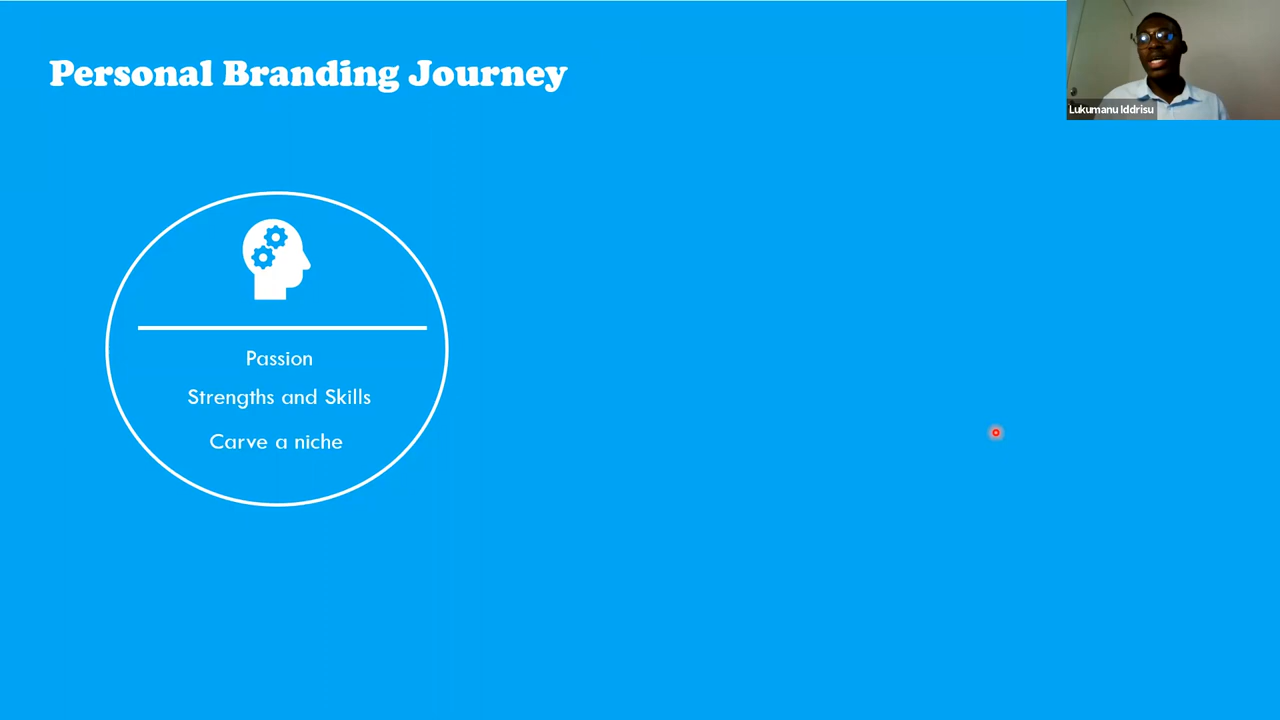 Personal Branding Journey
Lukumanu Iddrisu
Passion
Strengths and Skills
Carve a niche